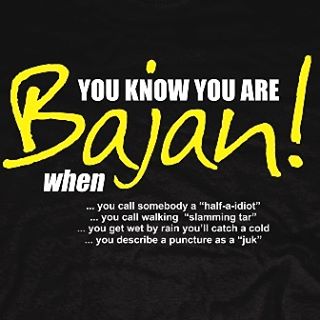 YOU KNOW YOU ARE
Bajan!
when
... you call somebody a “half-a-idiot”
... you call walking “slamming tar”
... you get wet by rain you’ll catch a cold
... you describe a puncture as a “juk”